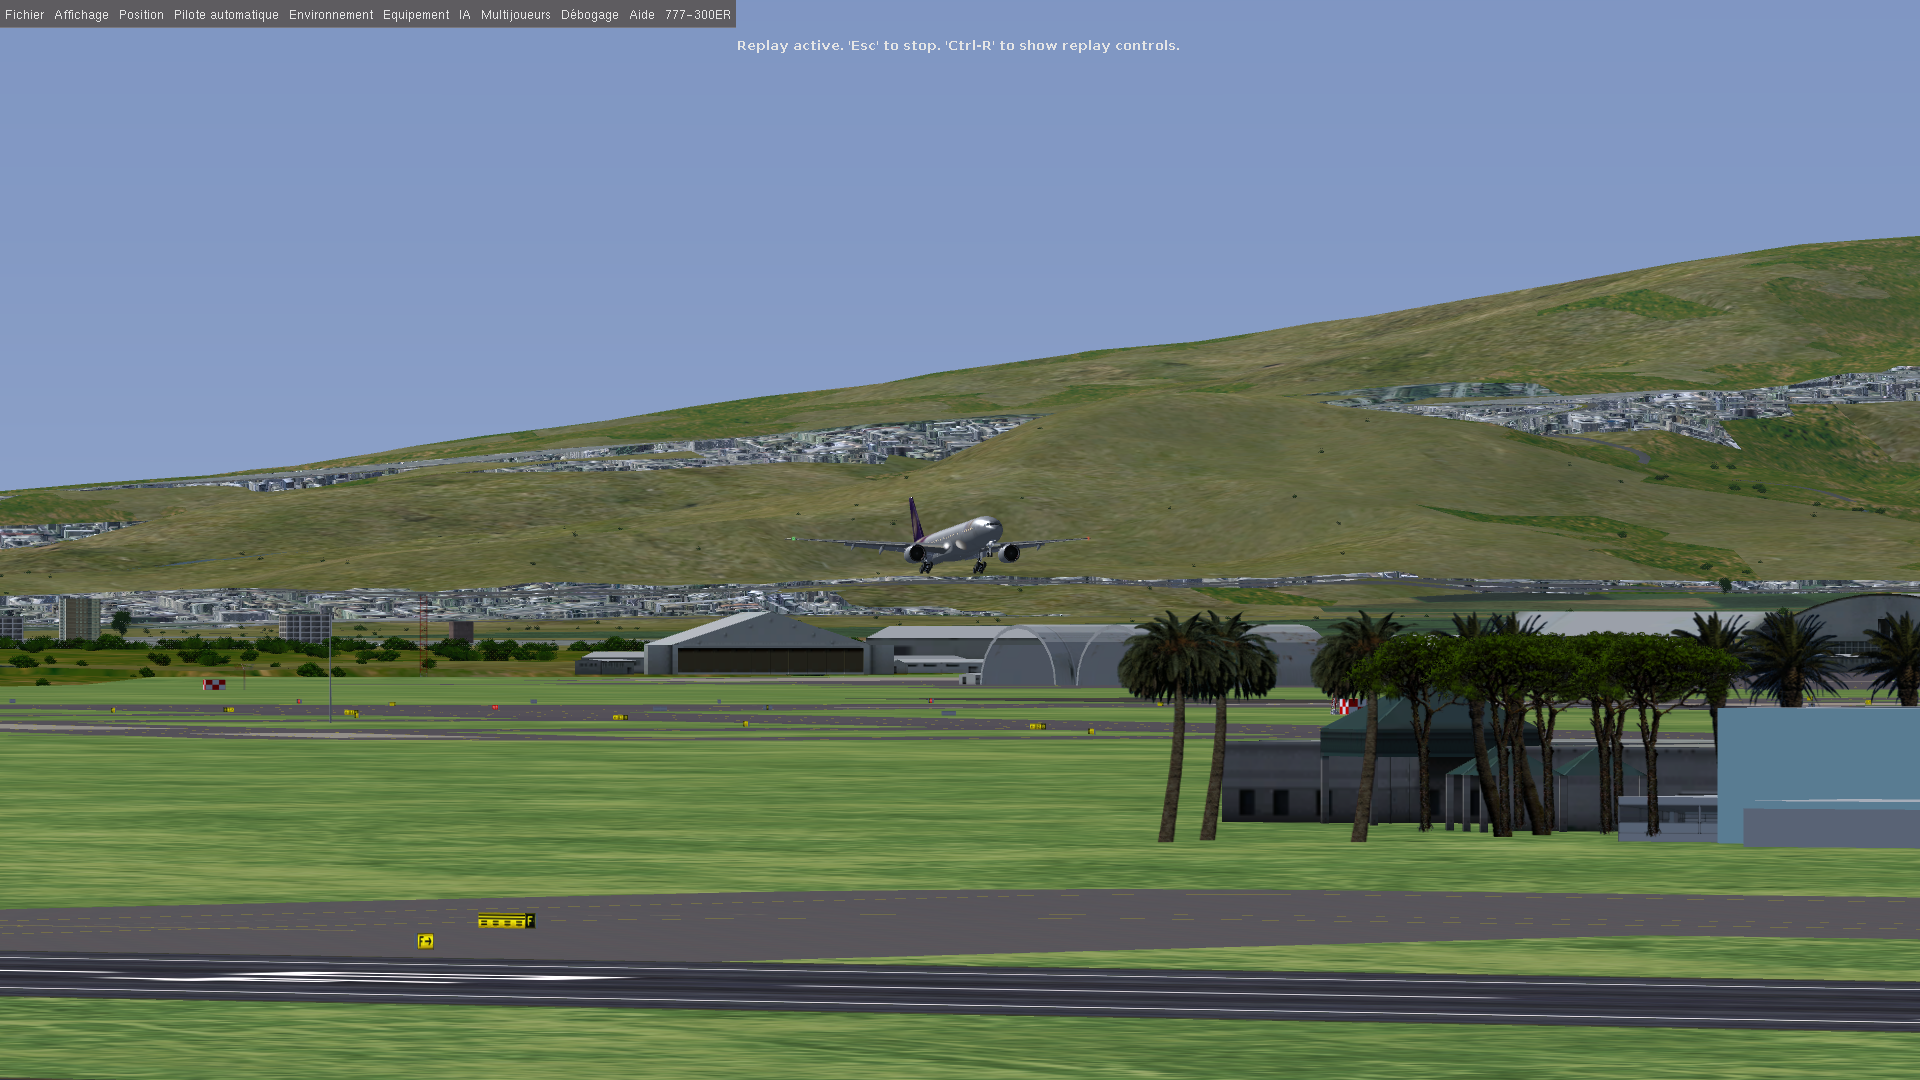 Fichier Affichage Position Pilote automatique Environnement Equipement IA Multijoueurs Débogage Aide 777-300ER
Replay active. 'Esc' to stop. 'Ctrl-R' to show replay controls.
F
F→